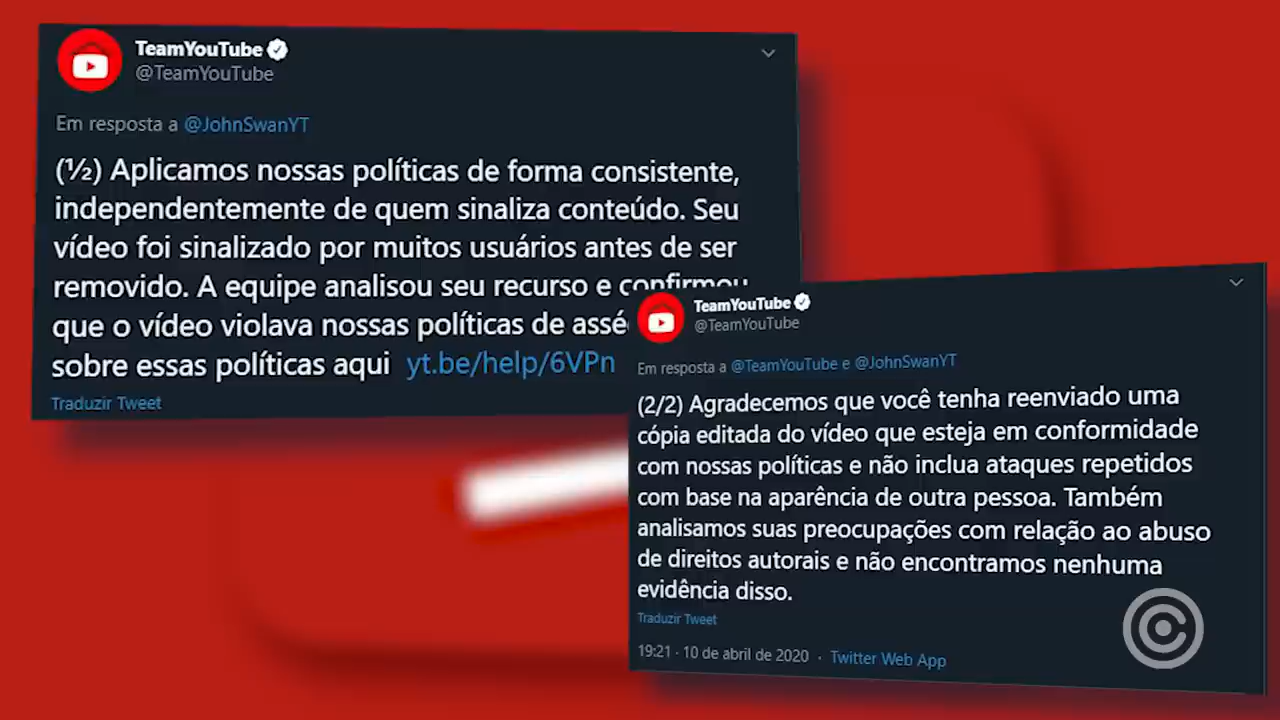 TeamYouTube
@TeamYouTube
Em resposta a @JohnSwanYT
(½) Aplicamos nossas políticas de forma consistente,
independentemente de quem sinaliza conteúdo. Seu
vídeo foi sinalizado por muitos usuários antes de ser
removido. A equipe analisou seu recurso e confirmou
que o vídeo violava nossas políticas de
sobre essas políticas aqui yt.be/help/6VPn
Traduzir Tweet
TeamYouTube
@TeamYouTube
Em resposta a @TeamYouTube e @JohnSwanYT
(2/2) Agradecemos que você tenha reenviado uma
cópia editada do vídeo que esteja em conformidade
com nossas políticas e não inclua ataques repetidos
com base na aparência de outra pessoa. Também
analisamos suas preocupações com relação ao abuso
de direitos autorais e não encontramos nenhuma
evidência disso.
Traduzir Tweet
19:21 · 10 de abril de 2020 · Twitter Web App